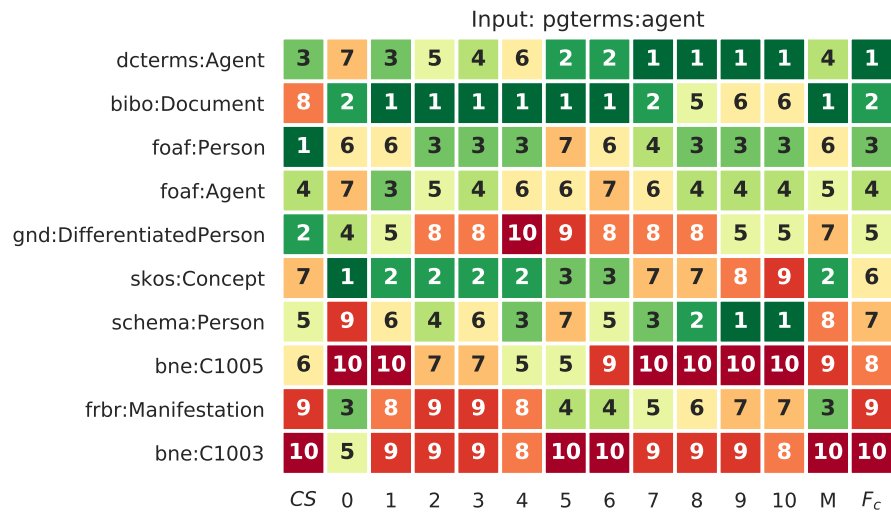 Input: pgterms:agent
dcterms:Agent 3 7 3 5 4 6 2 2 1 1 1 1 4 1
bibo:Document 8 2 1 1 1 1 1 1 2 5 6 6 1 2
foaf:Person 1 6 6 3 3 3 7 6 4 3 3 3 6 3
foaf:Agent 4 7 3 5 4 6 6 7 6 4 4 4 5 4
gnd:DifferentiatedPerson 2 4 5 8 8 10 9 8 8 8 5 5 7 5
skos:Concept 7 1 2 2 2 2 3 3 7 7 8 9 2 6
schema:Person 5 9 6 4 6 3 7 5 3 2 1 1 8 7
bne:C1005 6 10 10 7 7 5 5 9 10 10 10 10 9 8
frbr:Manifestation 9 3 8 9 9 8 4 4 5 6 7 7 3 9
bne:C1003 10 5 9 9 9 8 10 10 9 9 9 8 10 10
CS 0 1 2 3 4 5 6 7 8 9 10 M Fc